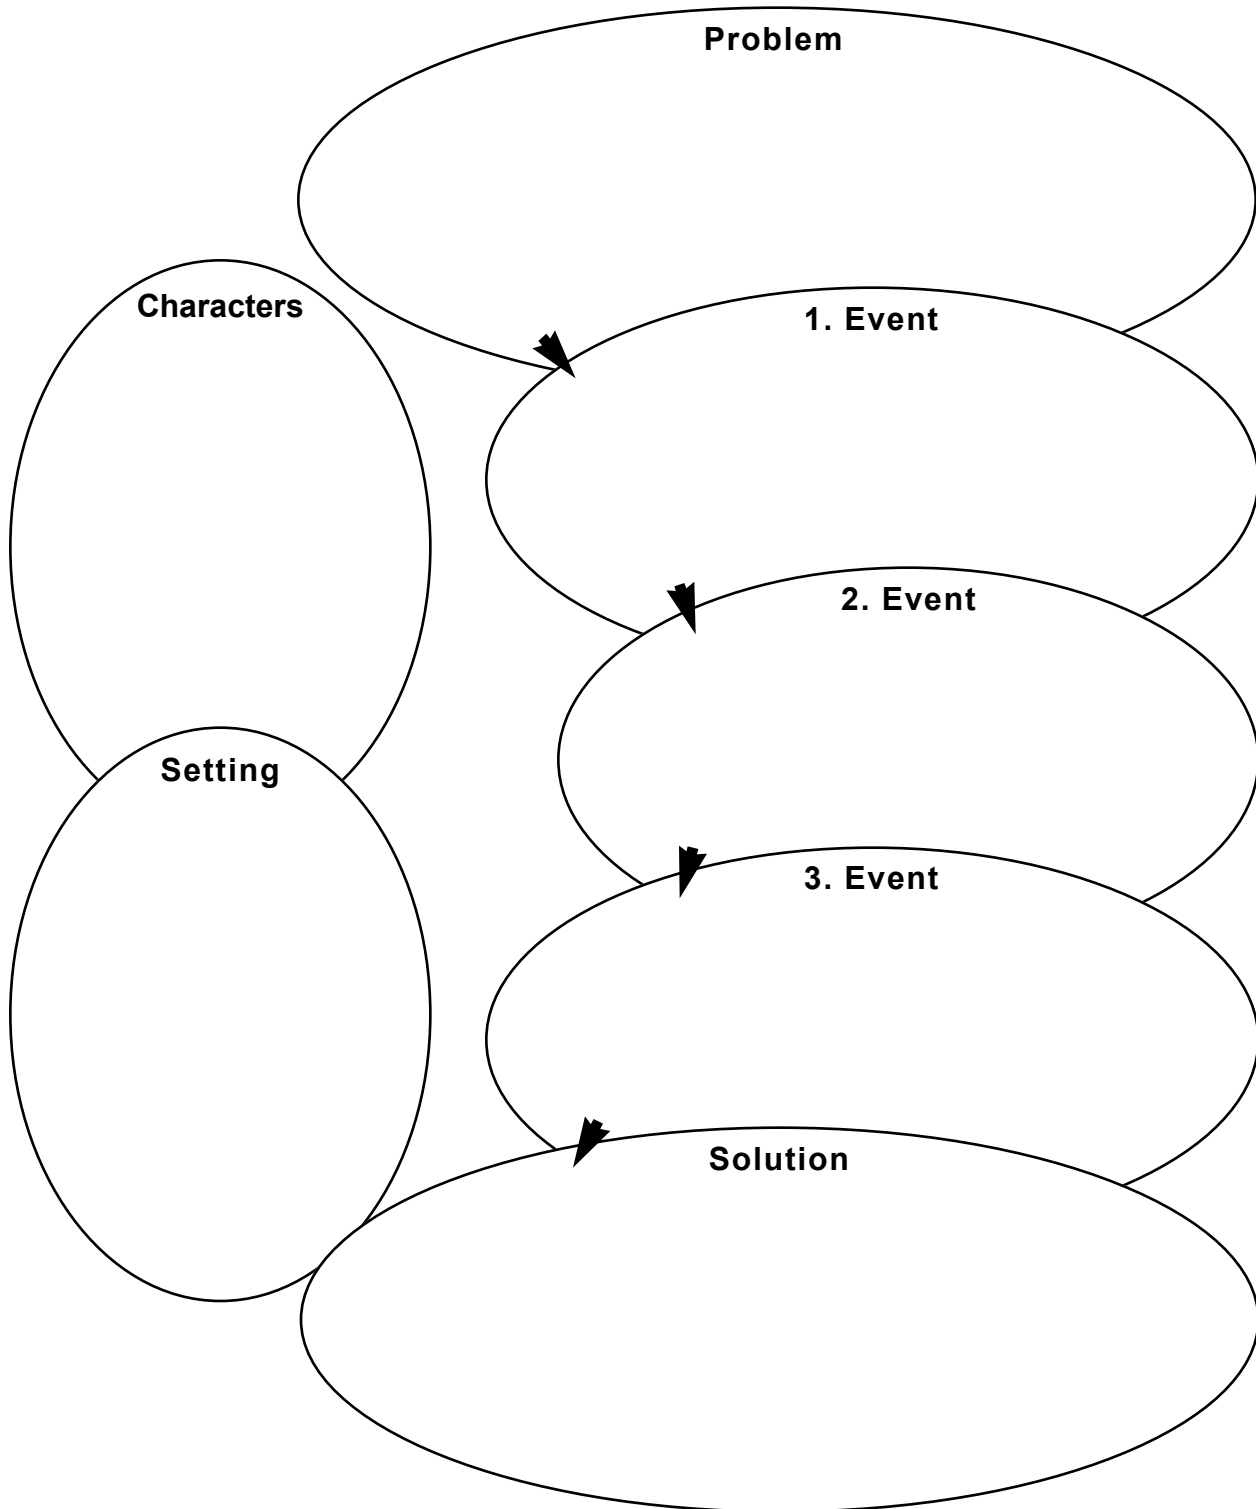 Problem
Characters
1. Event
2. Event
Setting
3. Event
Solution